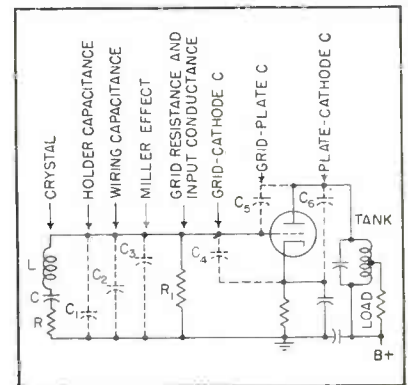 CRYSTAL
HOLDER CAPACITANCE
WIRING CAPACITANCE
MILLER EFFECT
GRID RESISTANCE AND
INPUT CONDUCTANCE
GRID-CATHODE C
GRID-PLATE C
PLATE-CATHODE C
C5
C6
TANK
L
C
R
C1
C2
C3
R1
C4
LOAD
B+